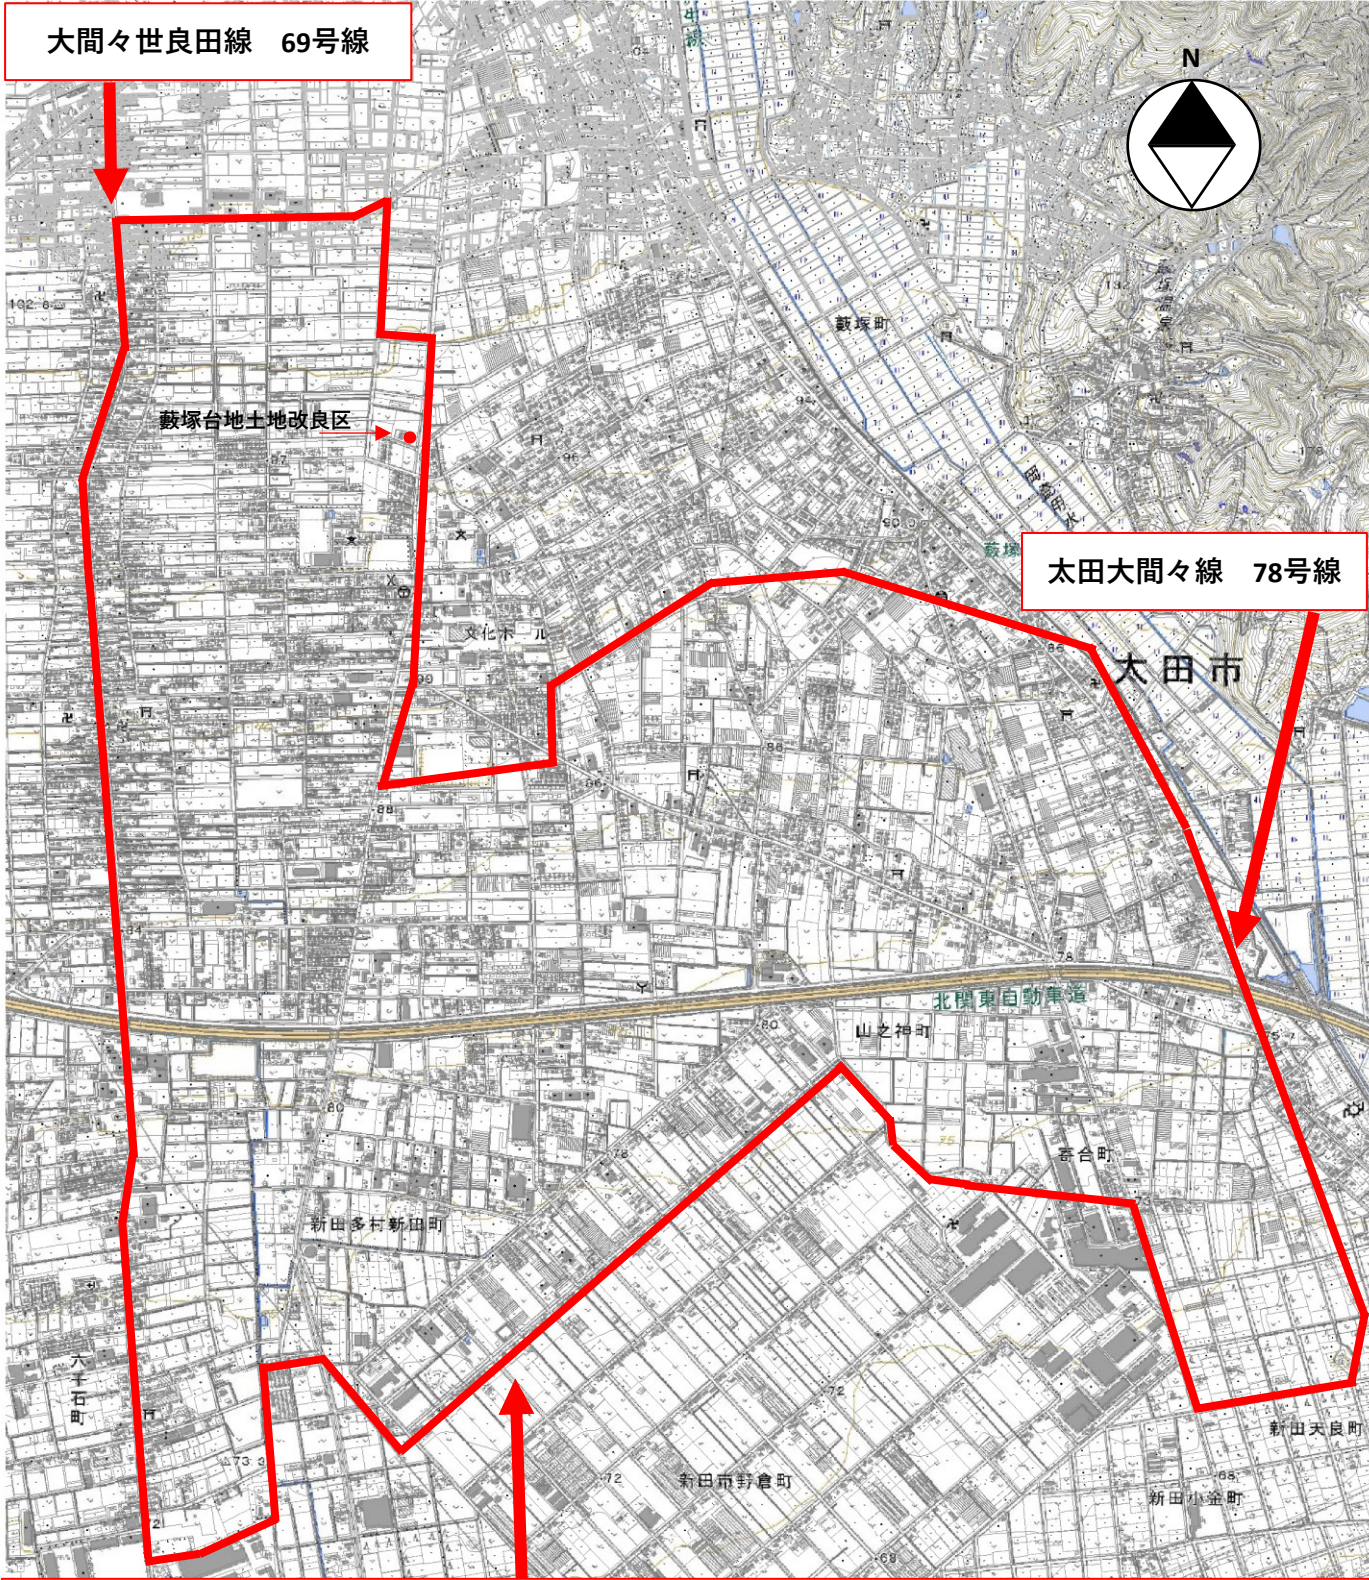 大間々世良田線　69号線
N
藪塚町
藪塚台地土地改良区
文化ホール
太田大間々線　78号線
太田市
北関東自動車道
山之神町
寄合町
新田多村新田町
六千石町
新田市野倉町
新田天良町
新田小金町